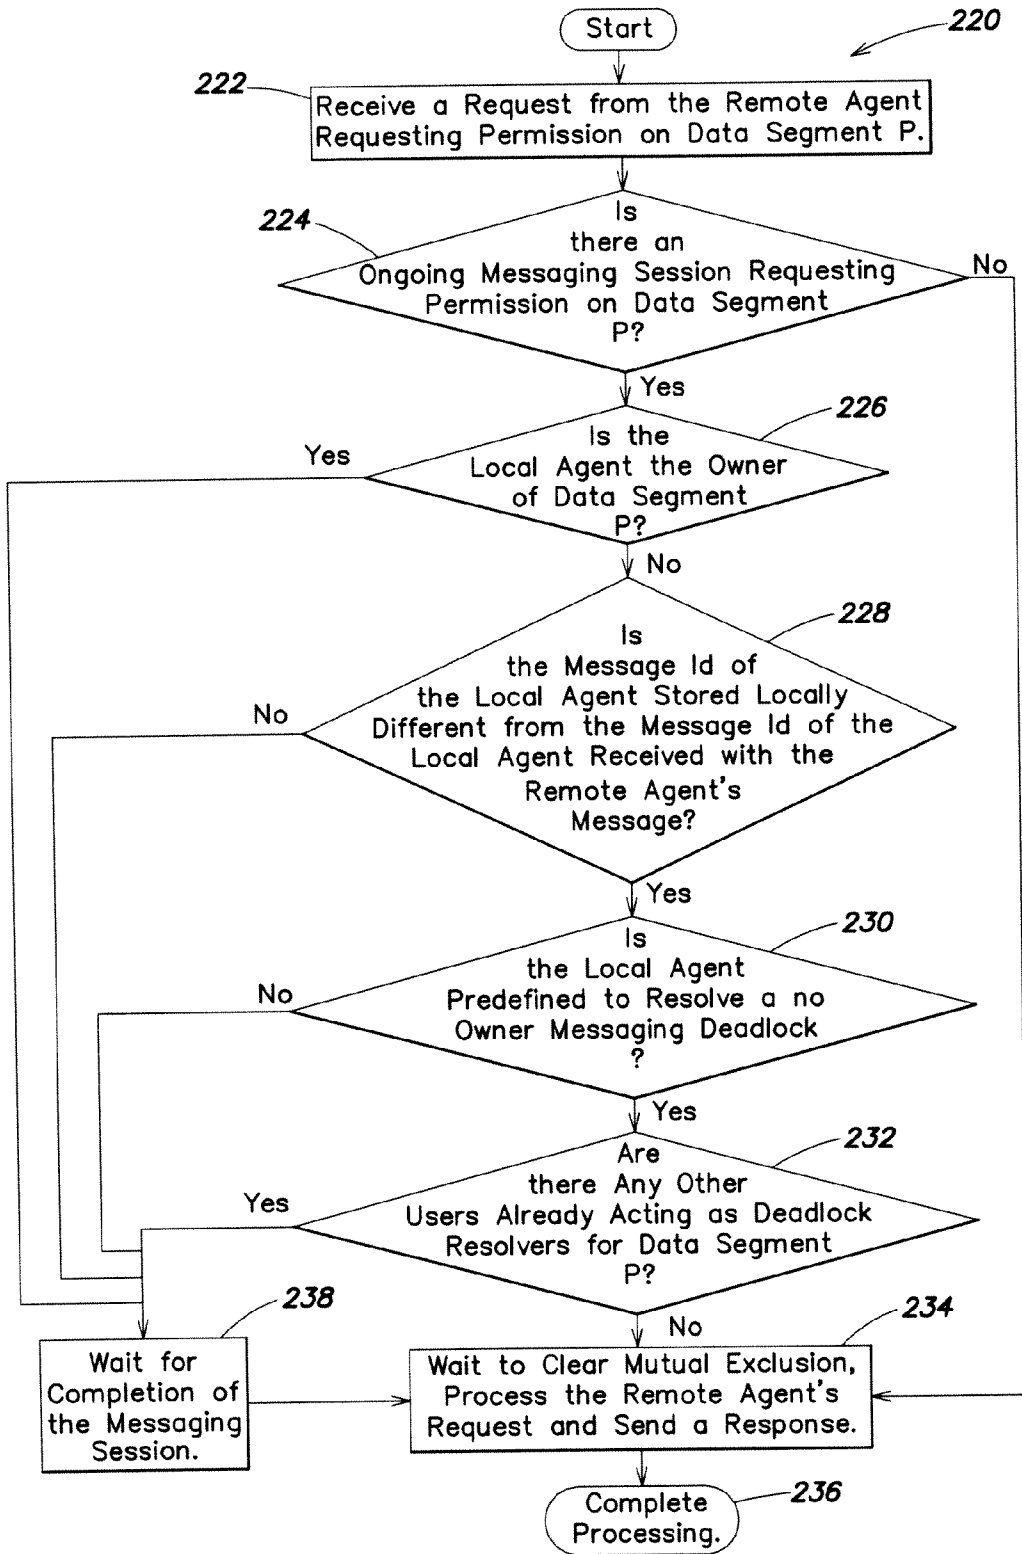 Start
220
222
Receive a Request from the Remote Agent
Requesting Permission on Data Segment P.
224
Is
there an
Ongoing Messaging Session Requesting
Permission on Data Segment
P?
No
Yes
226
Is the
Local Agent the Owner
of Data Segment
P?
Yes
No
228
Is
the Message Id of
the Local Agent Stored Locally
Different from the Message Id of the
Local Agent Received with the
Remote Agent's
Message?
No
Yes
230
Is
the Local Agent
Predefined to Resolve a no
Owner Messaging Deadlock
?
No
Yes
232
Are
there Any Other
Users Already Acting as Deadlock
Resolvers for Data Segment
P?
Yes
No
238
Wait for
Completion of
the Messaging
Session.
234
Wait to Clear Mutual Exclusion,
Process the Remote Agent's
Request and Send a Response.
236
Complete
Processing.